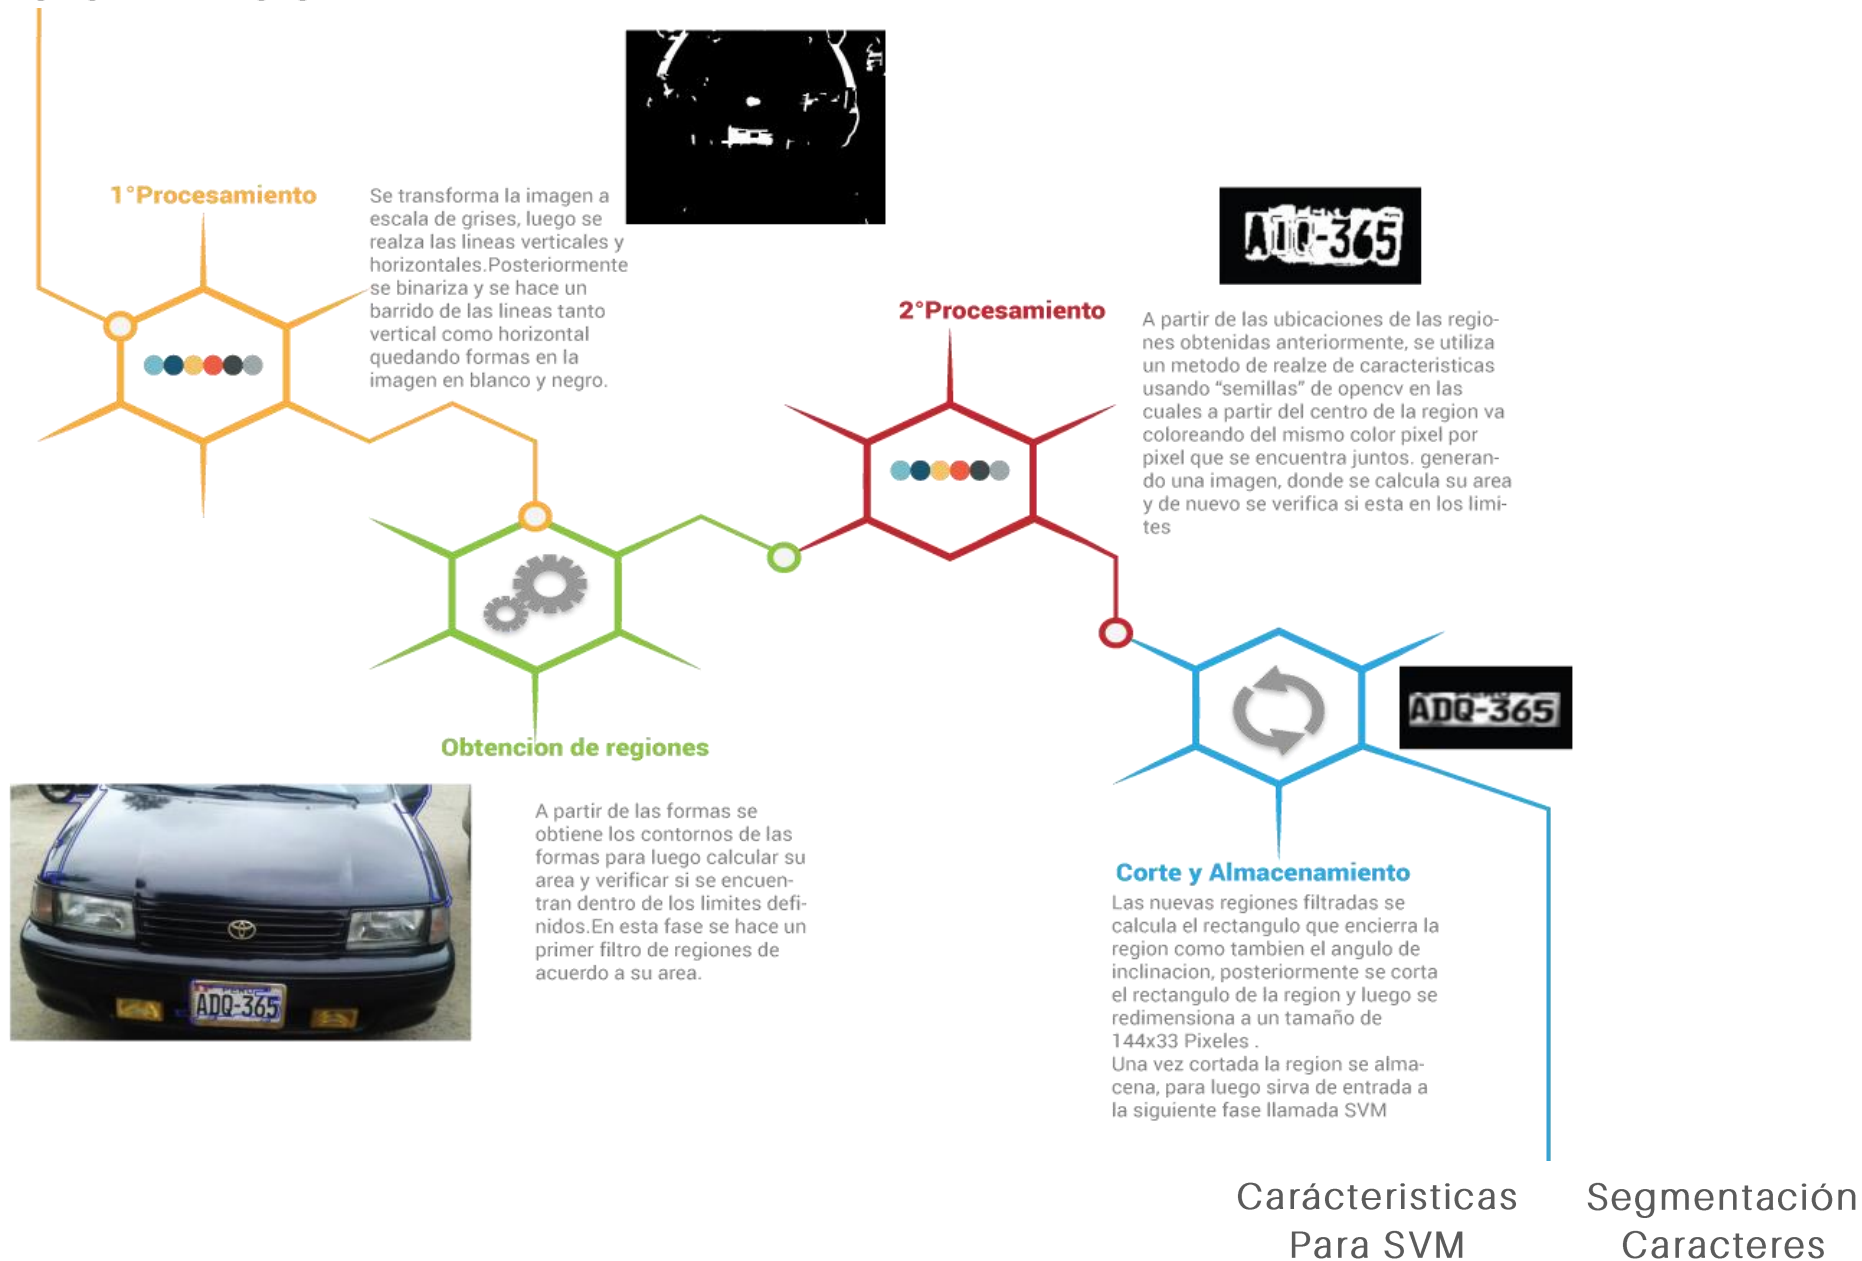 1°Procesamiento
Se transforma la imagen a
escala de grises, luego se
realza las lineas verticales y
horizontales.Posteriormente
se binariza y se hace un
barrido de las lineas tanto
vertical como horizontal
quedando formas en la
imagen en blanco y negro.
ADQ-365
2°Procesamiento
A partir de las ubicaciones de las regio-
nes obtenidas anteriormente, se utiliza
un metodo de realze de caracteristicas
usando “semillas” de opencv en las
cuales a partir del centro de la region va
coloreando del mismo color pixel por
pixel que se encuentra juntos. generan-
do una imagen, donde se calcula su area
y de nuevo se verifica si esta en los limi-
tes
Obtencion de regiones
A partir de las formas se
obtiene los contornos de las
formas para luego calcular su
area y verificar si se encuen-
tran dentro de los limites defi-
nidos.En esta fase se hace un
primer filtro de regiones de
acuerdo a su area.
PERU
ADQ-365
ADQ-365
Corte y Almacenamiento
Las nuevas regiones filtradas se
calcula el rectangulo que encierra la
region como tambien el angulo de
inclinacion, posteriormente se corta
el rectangulo de la region y luego se
redimensiona a un tamaño de
144x33 Pixeles .
Una vez cortada la region se alma-
cena, para luego sirva de entrada a
la siguiente fase llamada SVM
Carácteristicas
Para SVM
Segmentación
Caracteres